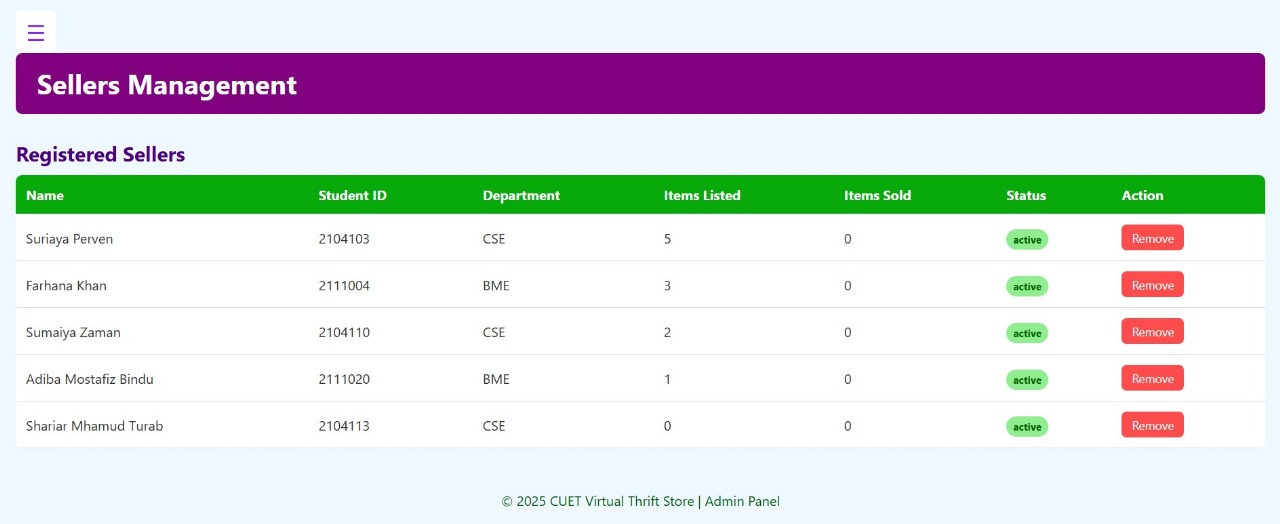 ☰
Sellers Management
Registered Sellers
Name Student ID Department Items Listed Items Sold Status Action
Suriaya Perven 2104103 CSE 5 0 active Remove
Farhana Khan 2111004 BME 3 0 active Remove
Sumaiya Zaman 2104110 CSE 2 0 active Remove
Adiba Mostafiz Bindu 2111020 BME 1 0 active Remove
Shariar Mhamud Turab 2104113 CSE 0 0 active Remove
© 2025 CUET Virtual Thrift Store | Admin Panel